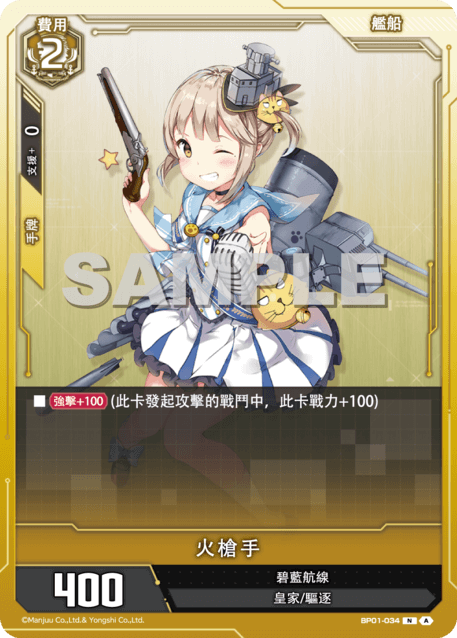 費用
2
艦船
支援+ 0
手牌
SAMPLE
■ 強擊+100 (此卡發起攻擊的戰鬥中，此卡戰力+100)
火槍手
400
碧藍航線
皇家/驅逐
©Manjuu Co.,Ltd.& Yongshi Co.,Ltd.
BP01-034 N A